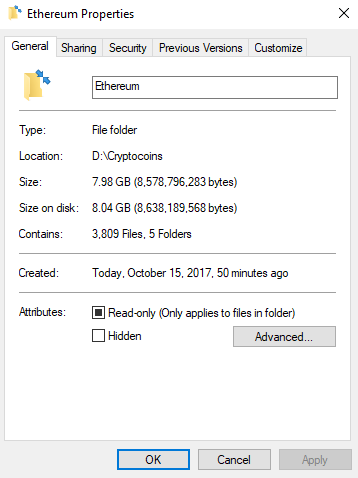 Ethereum Properties
General Sharing Security Previous Versions Customize
Ethereum
Type: File folder
Location: D:\Cryptocoins
Size: 7.98 GB (8,578,796,283 bytes)
Size on disk: 8.04 GB (8,638,189,568 bytes)
Contains: 3,809 Files, 5 Folders
Created: Today, October 15, 2017, 50 minutes ago
Attributes: Read-only (Only applies to files in folder)
Hidden Advanced...
OK Cancel Apply